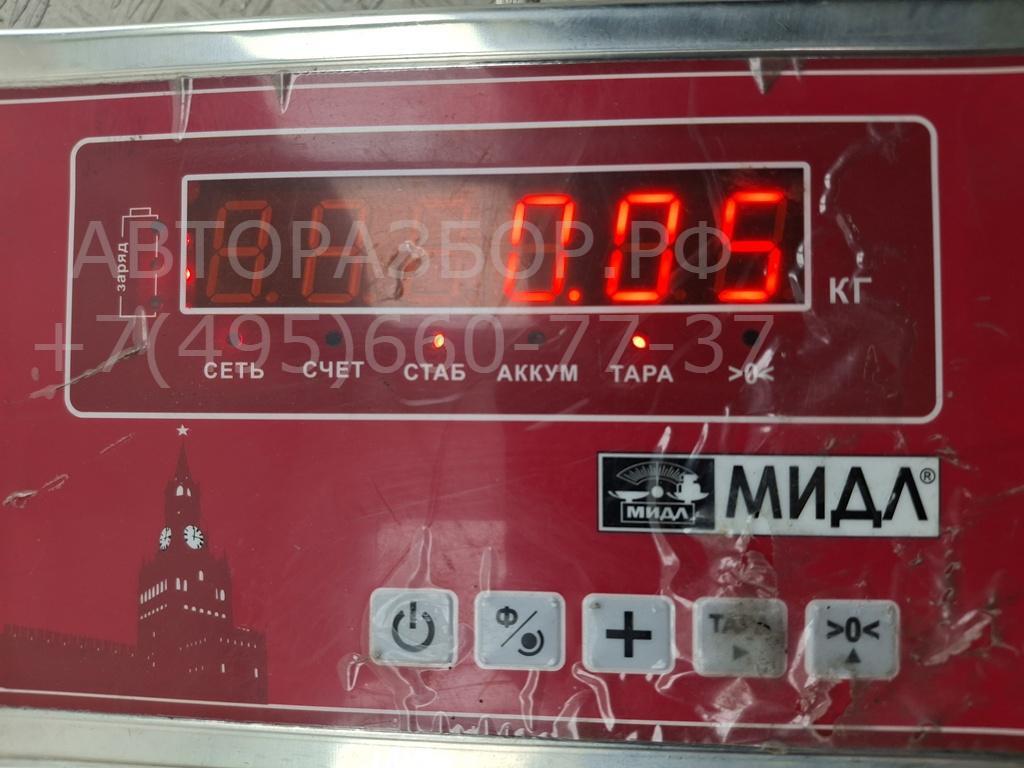 0.05
КГ
заряд
АВТОРАЗБОР.РФ
+7(495)660-77-37
СЕТЬ СЧЕТ СТАБ АККУМ ТАРА >0<
МИДЛ МИДЛ®
Ф + >0<